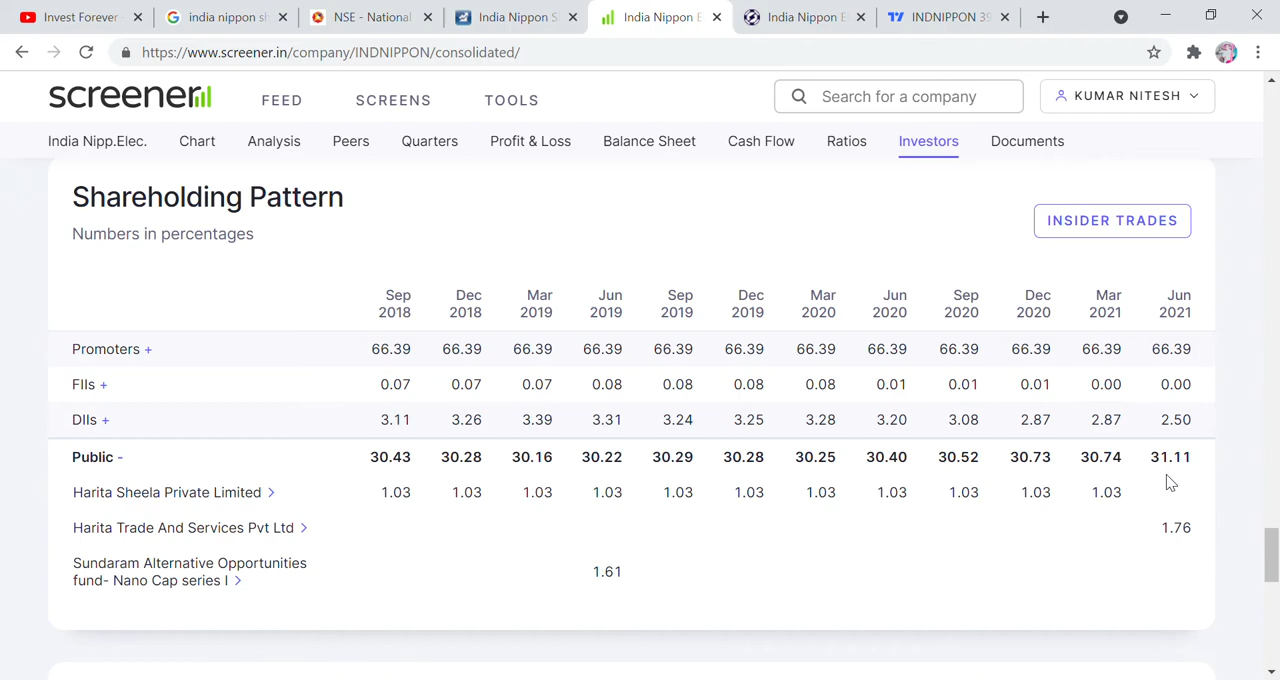 Invest Forever
india nippon sh
NSE - National
India Nippon S
India Nippon E
India Nippon E
INDNIPPON 39
https://www.screener.in/company/INDNIPPON/consolidated/
screener
FEED
SCREENS
TOOLS
Search for a company
KUMAR NITESH
India Nipp.Elec.
Chart
Analysis
Peers
Quarters
Profit & Loss
Balance Sheet
Cash Flow
Ratios
Investors
Documents
Shareholding Pattern
Numbers in percentages
INSIDER TRADES
Sep 2018 Dec 2018 Mar 2019 Jun 2019 Sep 2019 Dec 2019 Mar 2020 Jun 2020 Sep 2020 Dec 2020 Mar 2021 Jun 2021
Promoters + 66.39 66.39 66.39 66.39 66.39 66.39 66.39 66.39 66.39 66.39 66.39 66.39
FIIs + 0.07 0.07 0.07 0.08 0.08 0.08 0.08 0.01 0.01 0.01 0.00 0.00
DIIs + 3.11 3.26 3.39 3.31 3.24 3.25 3.28 3.20 3.08 2.87 2.87 2.50
Public - 30.43 30.28 30.16 30.22 30.29 30.28 30.25 30.40 30.52 30.73 30.74 31.11
Harita Sheela Private Limited > 1.03 1.03 1.03 1.03 1.03 1.03 1.03 1.03 1.03 1.03 1.03
Harita Trade And Services Pvt Ltd > 1.76
Sundaram Alternative Opportunities
fund- Nano Cap series I > 1.61